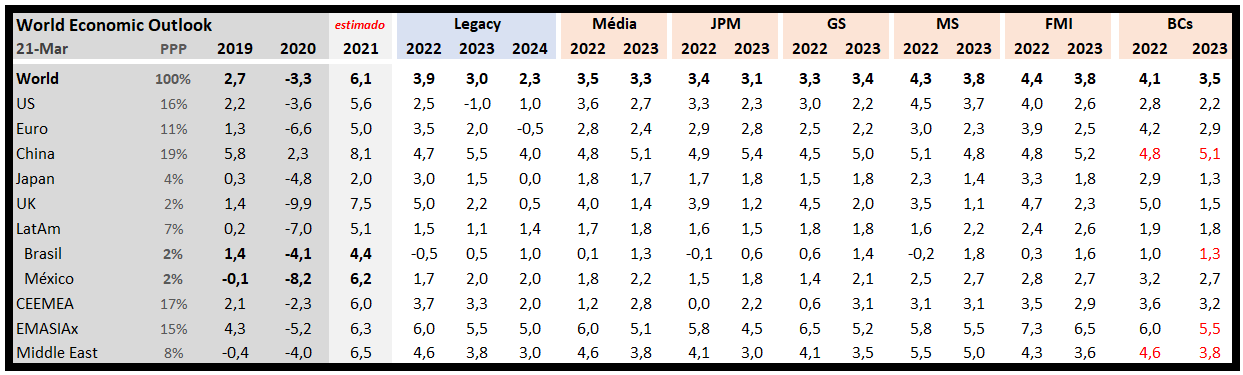 World Economic Outlook estimado Legacy Média JPM GS MS FMI BCs
21-Mar PPP 2019 2020 2021 2022 2023 2024 2022 2023 2022 2023 2022 2023 2022 2023 2022 2023 2022 2023
World 100% 2,7 -3,3 6,1 3,9 3,0 2,3 3,5 3,3 3,4 3,1 3,3 3,4 4,3 3,8 4,4 3,8 4,1 3,5
US 16% 2,2 -3,6 5,6 2,5 -1,0 1,0 3,6 2,7 3,3 2,3 3,0 2,2 4,5 3,7 4,0 2,6 2,8 2,2
Euro 11% 1,3 -6,6 5,0 3,5 2,0 -0,5 2,8 2,4 2,9 2,8 2,5 2,2 3,0 2,3 3,9 2,5 4,2 2,9
China 19% 5,8 2,3 8,1 4,7 5,5 4,0 4,8 5,1 4,9 5,4 4,5 5,0 5,1 4,8 4,8 5,2 4,8 5,1
Japan 4% 0,3 -4,8 2,0 3,0 1,5 0,0 1,8 1,7 1,7 1,8 1,5 1,8 2,3 1,4 3,3 1,8 2,9 1,3
UK 2% 1,4 -9,9 7,5 5,0 2,2 0,5 4,0 1,4 3,9 1,2 4,1 1,0 3,5 1,1 4,7 2,3 5,0 1,5
LatAm 7% 0,2 -7,0 5,1 1,5 1,1 1,4 1,7 1,8 1,6 1,5 1,8 1,8 1,6 2,2 2,4 2,6 1,9 1,8
Brasil 2% 1,4 -4,1 4,4 -0,5 0,5 1,0 0,1 1,3 -0,1 0,6 0,6 1,4 -0,2 1,8 0,3 1,6 1,0 1,3
México 2% -0,1 -8,2 6,2 1,7 2,0 2,0 1,8 2,2 1,5 1,8 1,4 2,1 2,5 2,7 2,8 2,7 3,2 2,7
CEEMEA 17% 2,1 -2,3 6,0 3,7 3,3 2,0 1,2 2,8 0,0 2,2 0,6 3,1 3,1 3,1 3,5 2,9 3,6 3,2
EMASIAx 15% 4,3 -5,2 6,3 6,0 5,5 5,0 6,0 5,1 5,8 4,5 6,5 5,2 5,8 5,5 7,3 6,5 6,0 5,5
Middle East 8% -0,4 -4,0 6,5 4,6 3,8 3,0 4,6 3,8 4,1 3,0 4,1 3,5 5,5 5,0 4,3 3,6 4,6 3,8